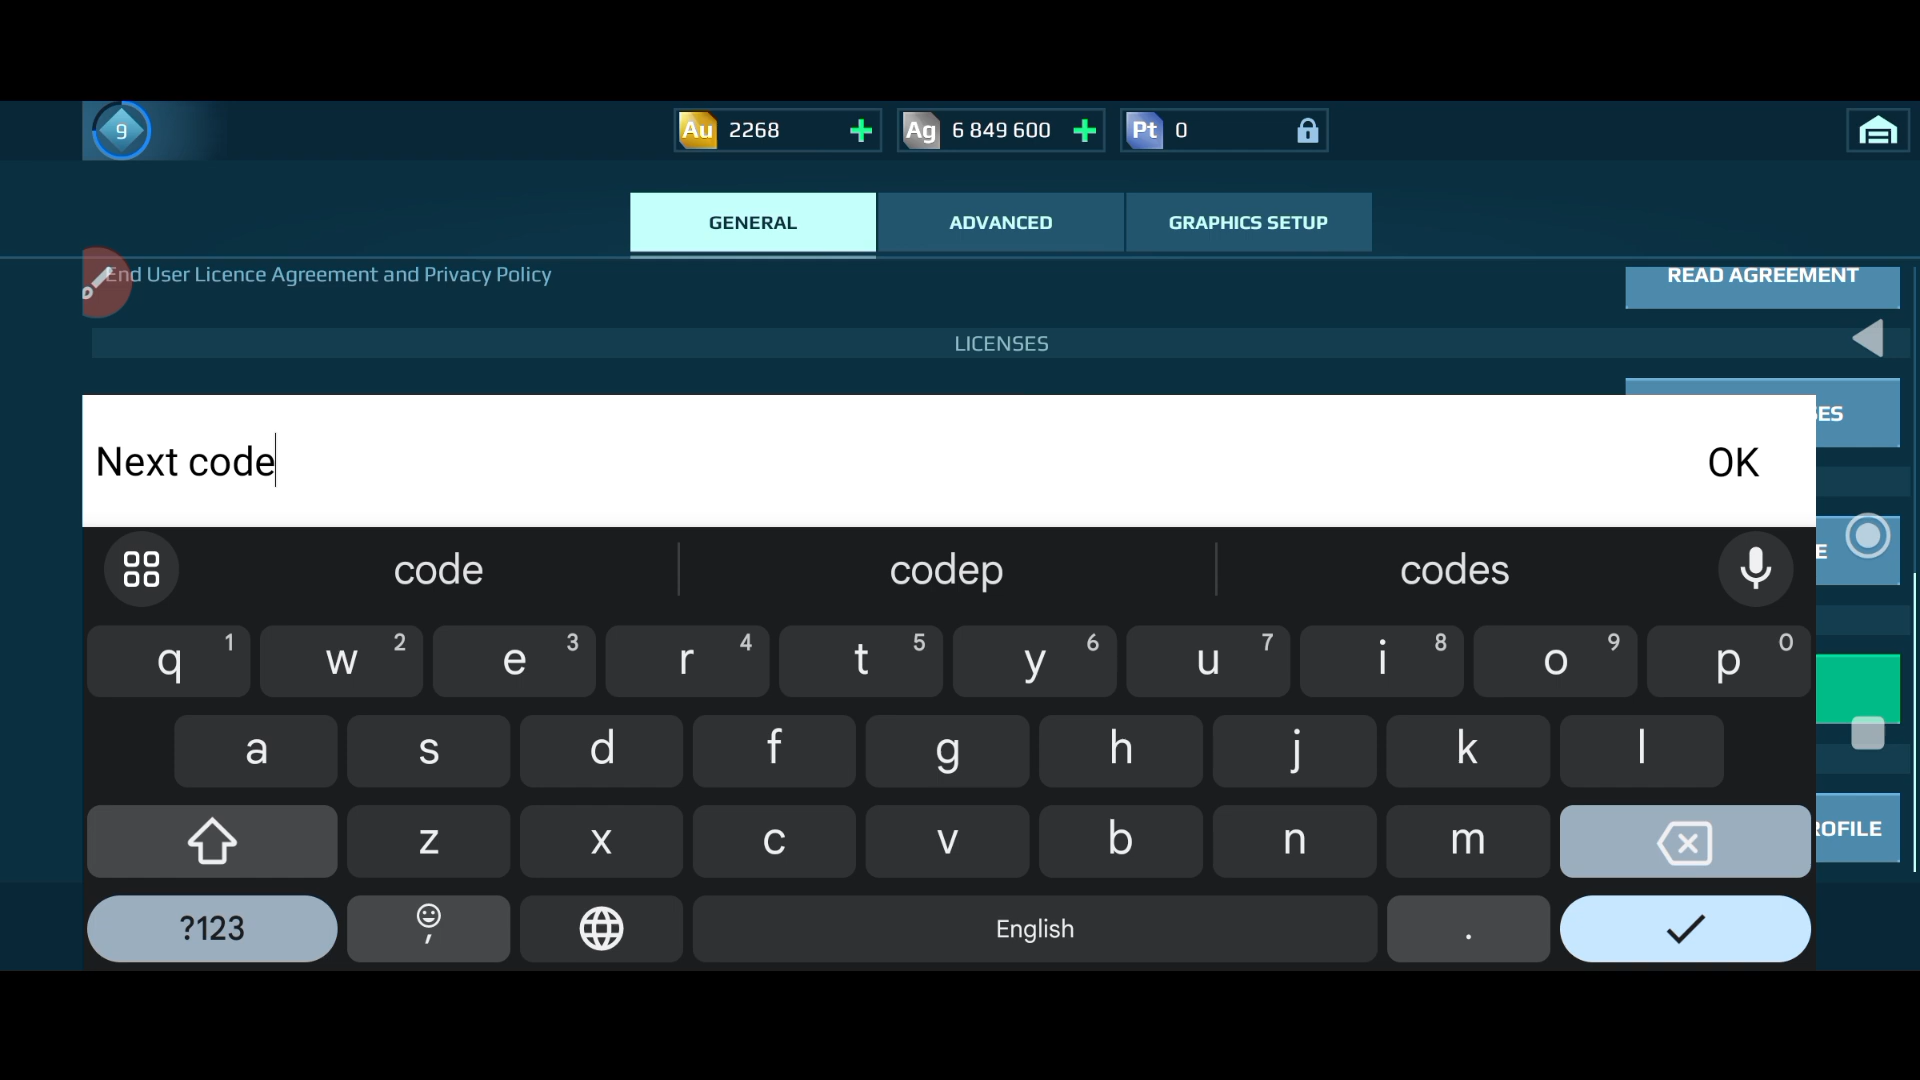 9
Au 2268 +
Ag 6 849 600 +
Pt 0
GENERAL
ADVANCED
GRAPHICS SETUP
End User Licence Agreement and Privacy Policy
READ AGREEMENT
LICENSES
SES
Next code
OK
E
code
codep
codes
q 1 w 2 e 3 r 4 t 5 y 6 u 7 i 8 o 9 p 0
a s d f g h j k l
z x c v b n m
ROFILE
?123 , English .